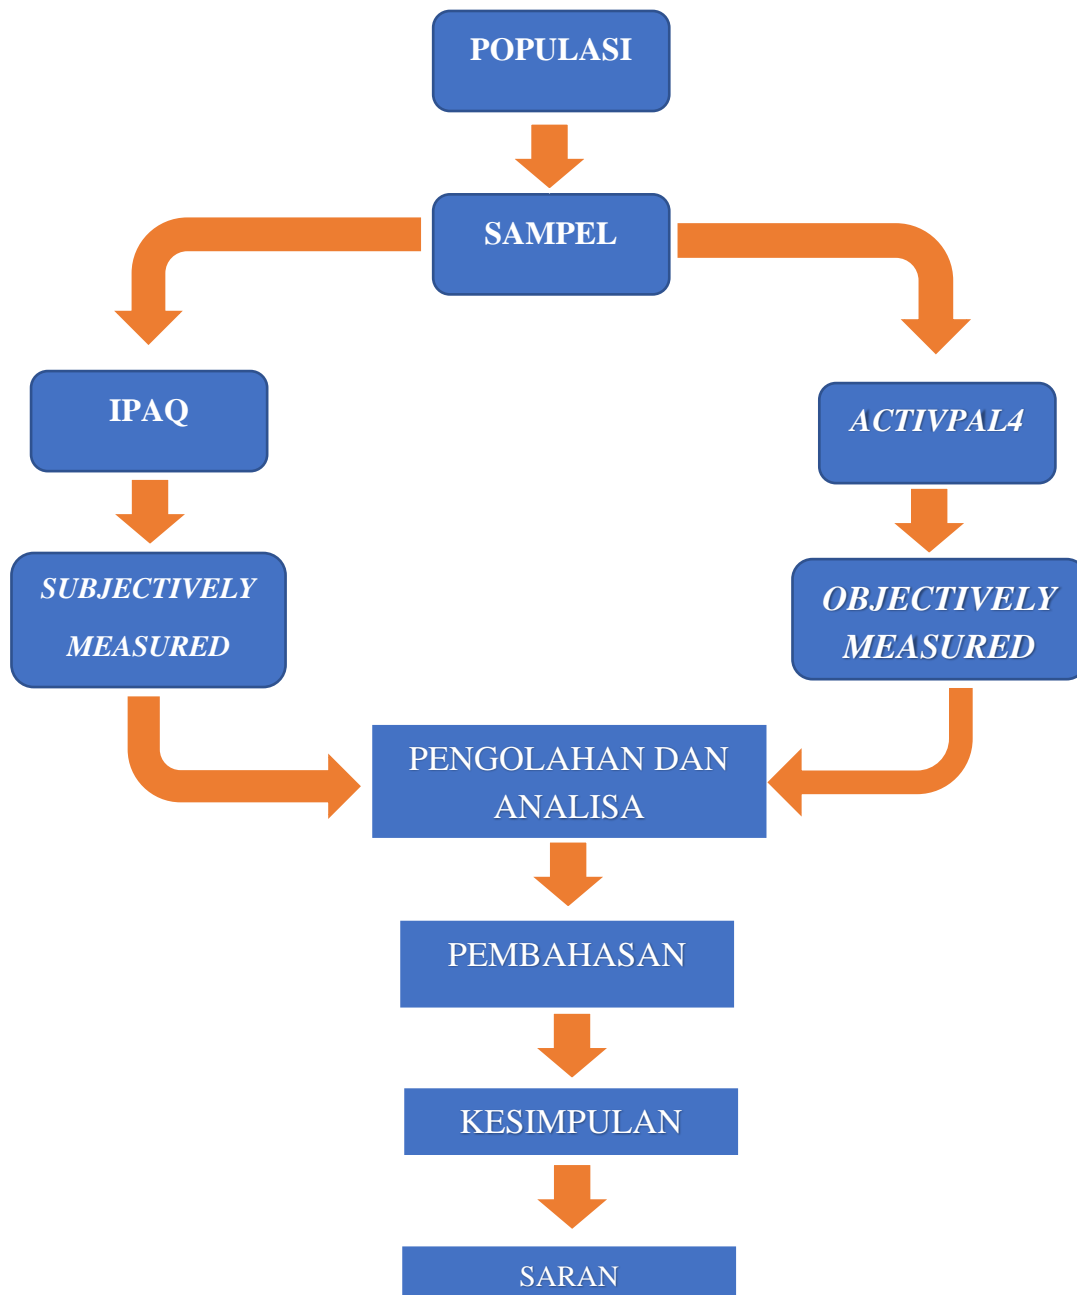 POPULASI
SAMPEL
IPAQ
ACTIVPAL4
SUBJECTIVELY
MEASURED
OBJECTIVELY
MEASURED
PENGOLAHAN DAN
ANALISA
PEMBAHASAN
KESIMPULAN
SARAN